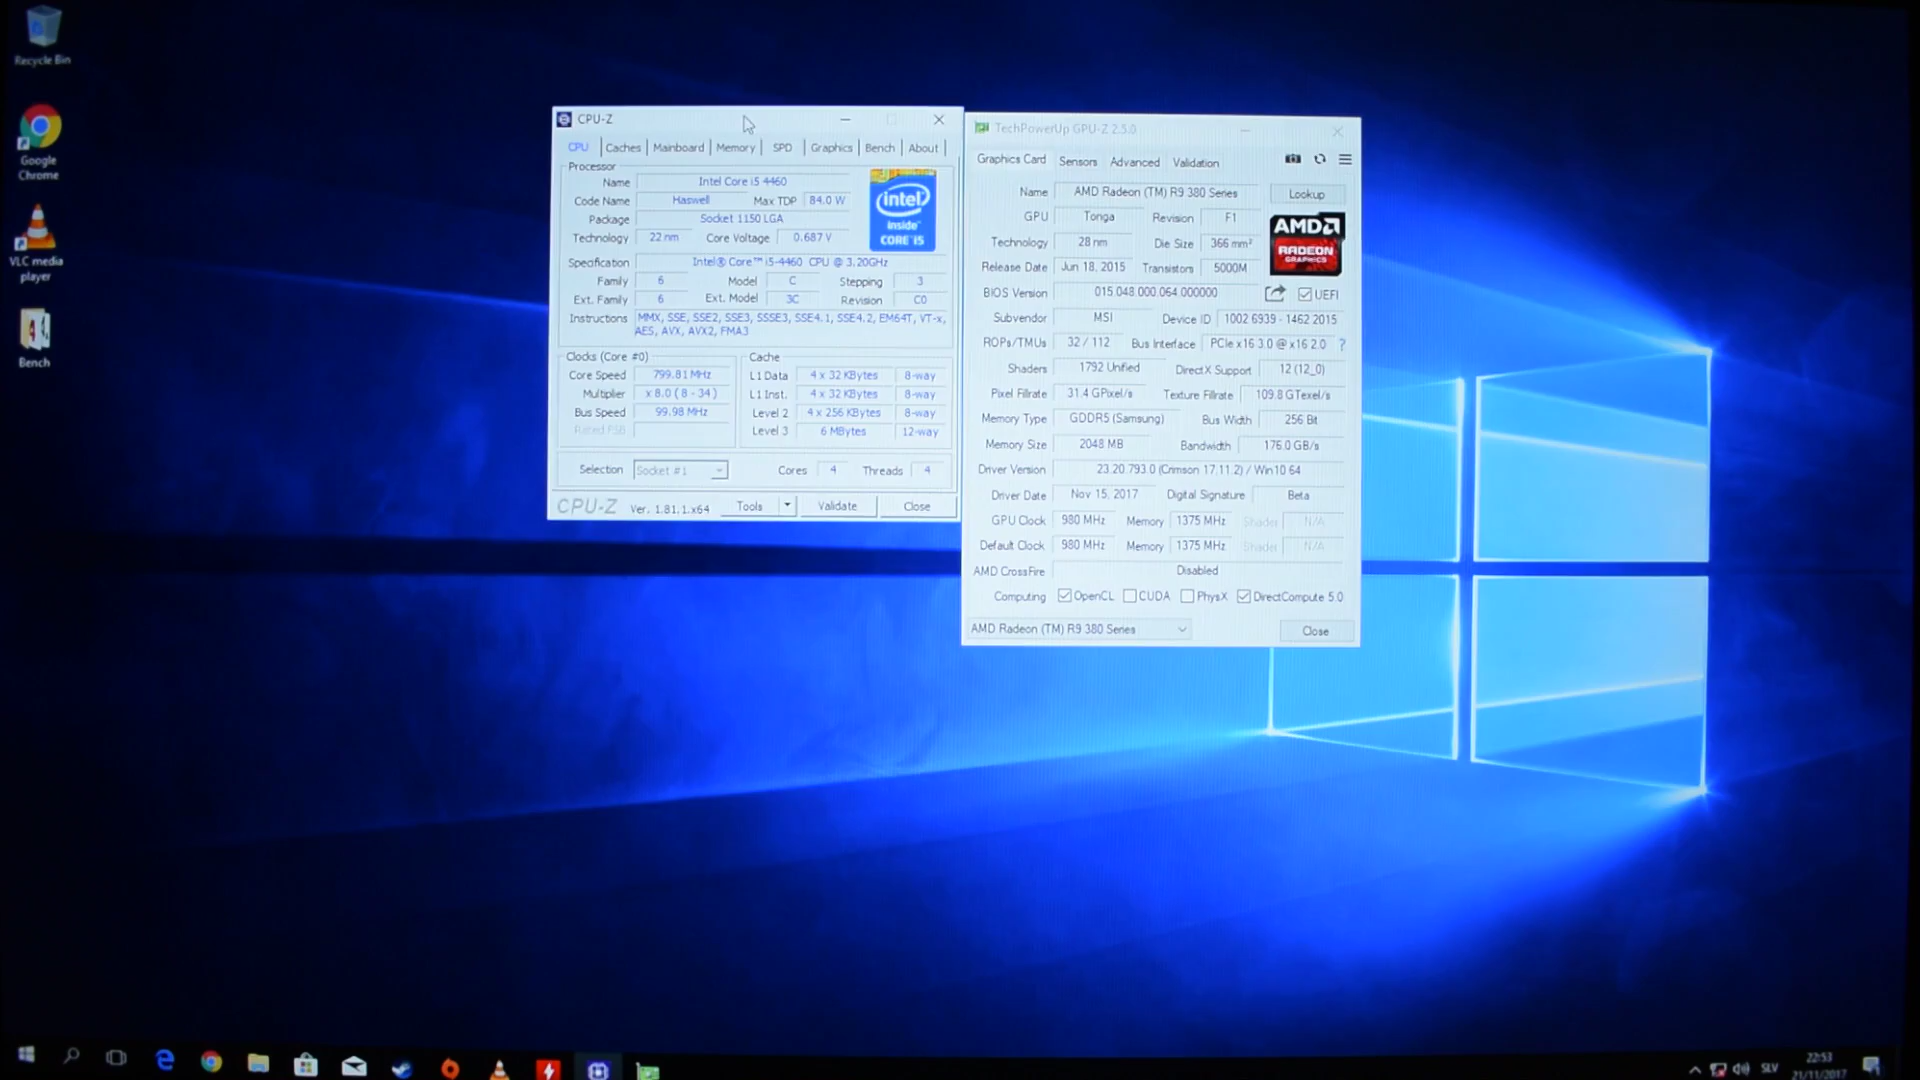 Recycle Bin
Google
Chrome
VLC media
player
Bench
CPU-Z
CPU Caches Mainboard Memory SPD Graphics Bench About
Processor
Name Intel Core i5 4460
Code Name Haswell Max TDP 84.0 W
Package Socket 1150 LGA
Technology 22 nm Core Voltage 0.687 V
intel
inside
CORE i5
Specification Intel® Core™ i5-4460 CPU @ 3.20GHz
Family 6 Model C Stepping 3
Ext. Family 6 Ext. Model 3C Revision C0
Instructions MMX, SSE, SSE2, SSE3, SSSE3, SSE4.1, SSE4.2, EM64T, VT-x,
AES, AVX, AVX2, FMA3
Clocks (Core #0)
Core Speed 799.81 MHz
Multiplier x 8.0 ( 8 - 34 )
Bus Speed 99.98 MHz
Rated FSB
Cache
L1 Data 4 x 32 KBytes 8-way
L1 Inst. 4 x 32 KBytes 8-way
Level 2 4 x 256 KBytes 8-way
Level 3 6 MBytes 12-way
Selection Socket #1 Cores 4 Threads 4
CPU-Z Ver. 1.81.1.x64 Tools Validate Close
TechPowerUp GPU-Z 2.5.0
Graphics Card Sensors Advanced Validation
Name AMD Radeon (TM) R9 380 Series Lookup
GPU Tonga Revision F1
AMD
RADEON
GRAPHICS
Technology 28 nm Die Size 366 mm²
Release Date Jun 18, 2015 Transistors 5000M
BIOS Version 015.048.000.064.000000 UEFI
Subvendor MSI Device ID 1002 6939 - 1462 2015
ROPs/TMUs 32 / 112 Bus Interface PCIe x16 3.0 @ x16 2.0 ?
Shaders 1792 Unified DirectX Support 12 (12_0)
Pixel Fillrate 31.4 GPixel/s Texture Fillrate 109.8 GTexel/s
Memory Type GDDR5 (Samsung) Bus Width 256 Bit
Memory Size 2048 MB Bandwidth 176.0 GB/s
Driver Version 23.20.793.0 (Crimson 17.11.2) / Win10 64
Driver Date Nov 15, 2017 Digital Signature Beta
GPU Clock 980 MHz Memory 1375 MHz Shader N/A
Default Clock 980 MHz Memory 1375 MHz Shader N/A
AMD CrossFire Disabled
Computing OpenCL CUDA PhysX DirectCompute 5.0
AMD Radeon (TM) R9 380 Series Close
SLV
22:53
21/11/2017